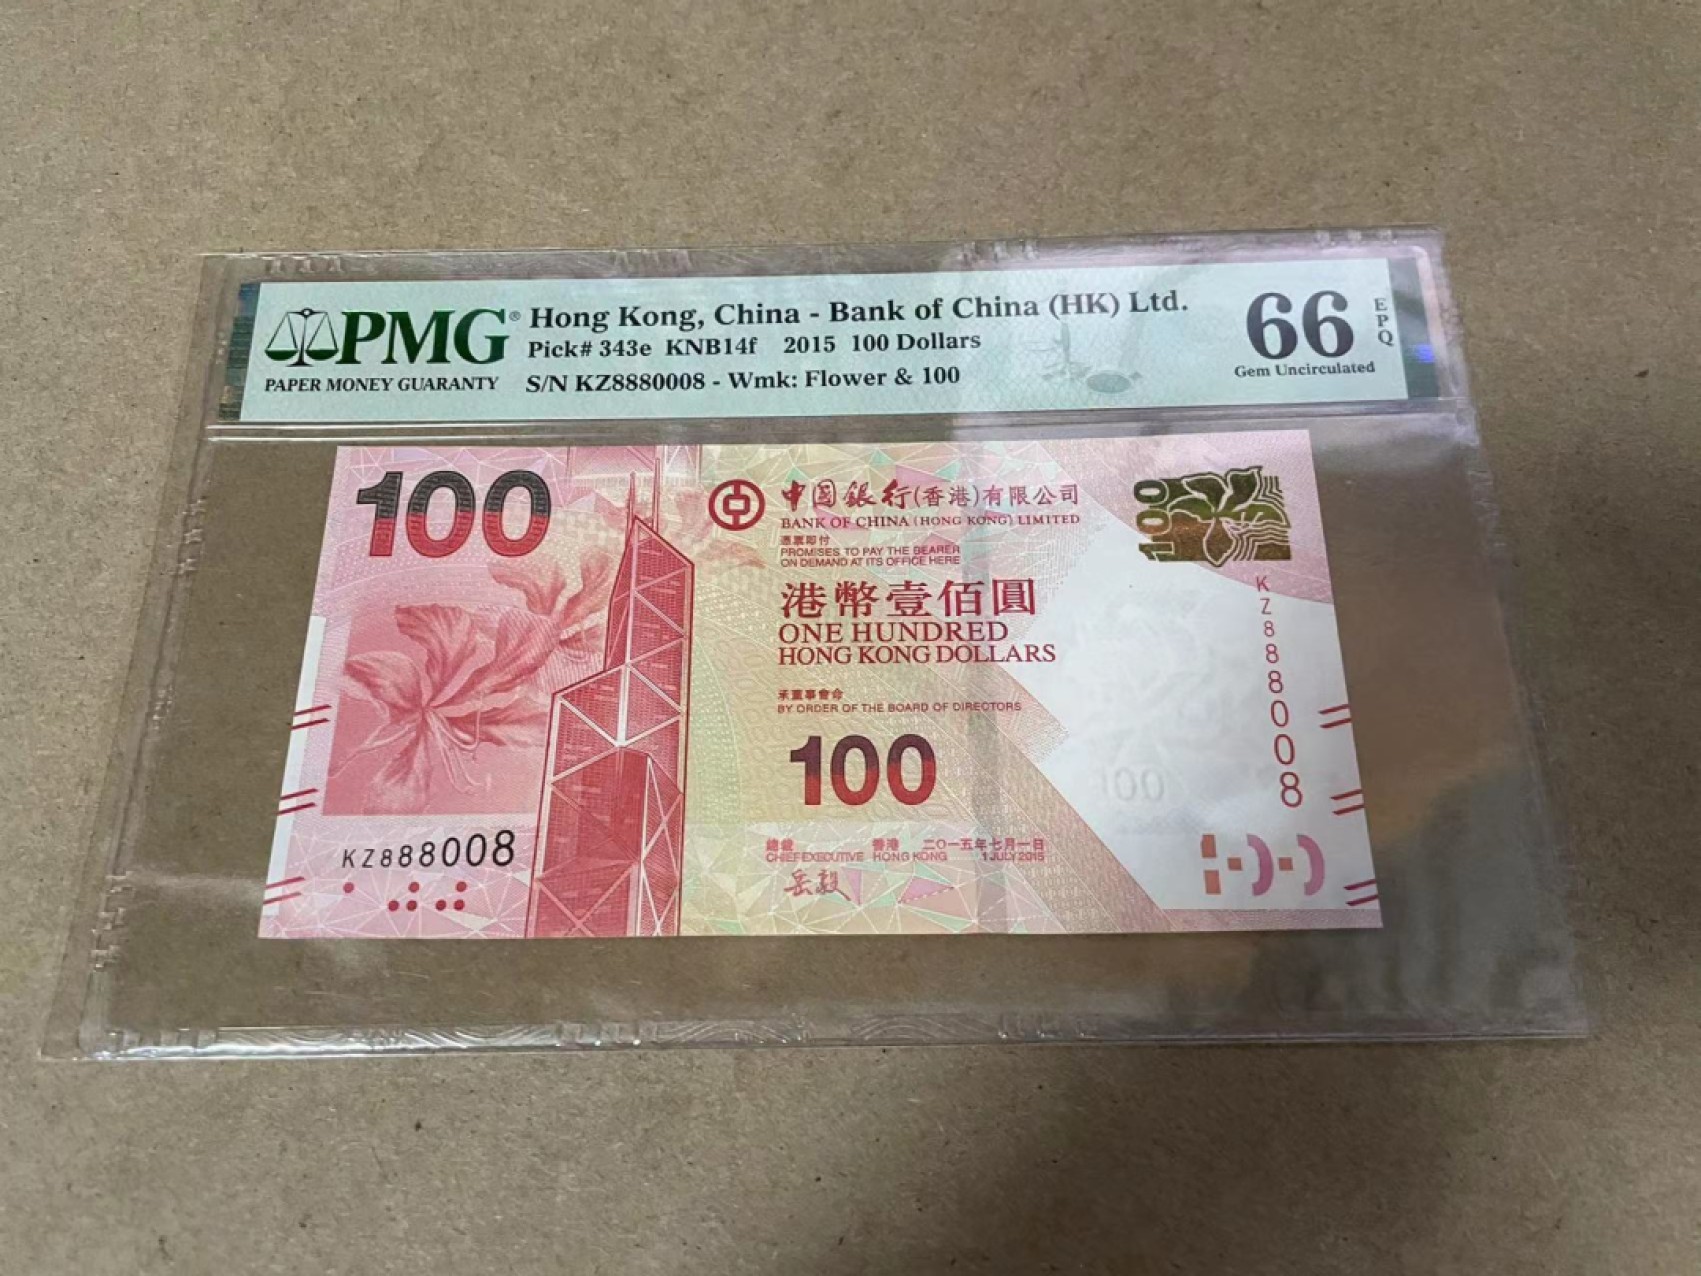 PMG®
PAPER MONEY GUARANTY
Hong Kong, China - Bank of China (HK) Ltd.
Pick# 343e KNB14f 2015 100 Dollars
S/N KZ8880008 - Wmk: Flower & 100
66
EPQ
Gem Uncirculated
100
中國銀行(香港)有限公司
BANK OF CHINA (HONG KONG) LIMITED
憑票即付
PROMISES TO PAY THE BEARER
ON DEMAND AT ITS OFFICE HERE
港幣壹佰圓
ONE HUNDRED
HONG KONG DOLLARS
承董事會命
BY ORDER OF THE BOARD OF DIRECTORS
100
總裁 香港 二〇一五年七月一日
CHIEF EXECUTIVE HONG KONG 1 JULY 2015
岳毅
100
KZ888008
100
KZ888008